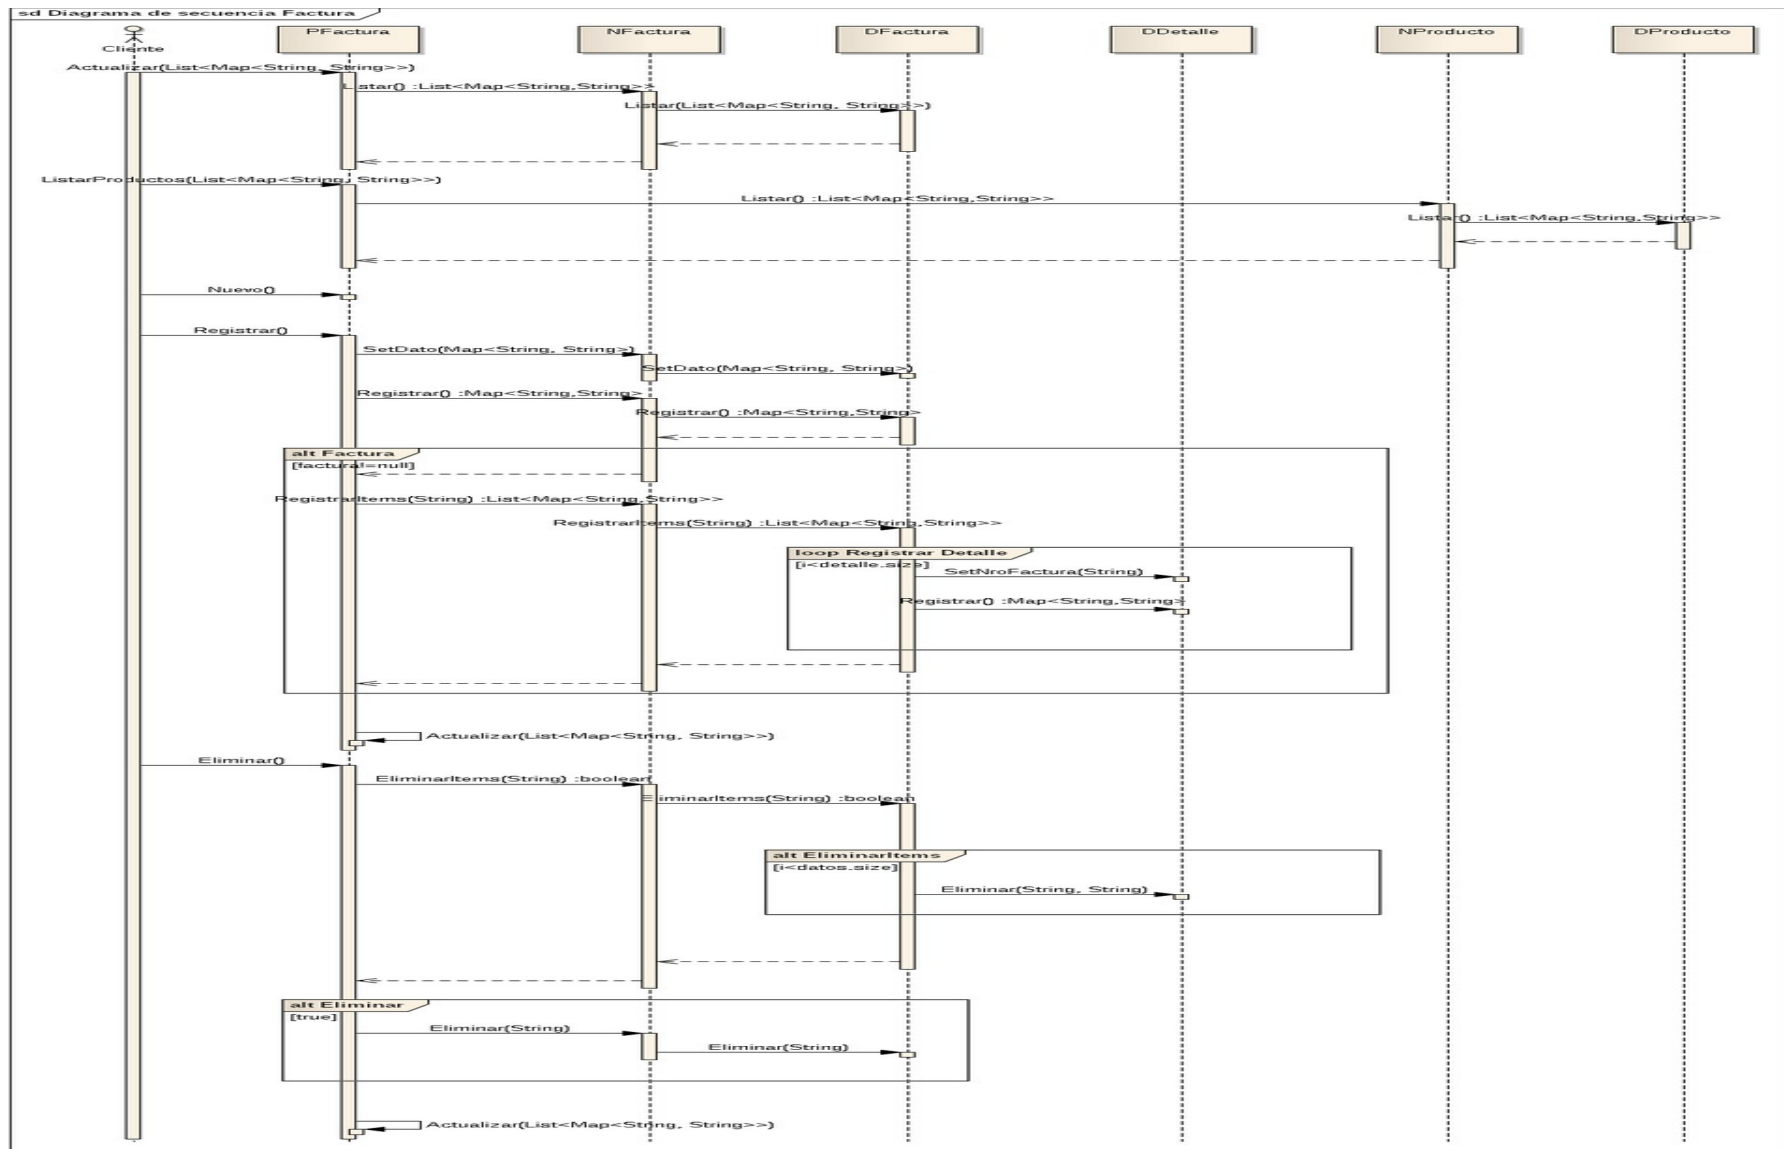 sd Diagrama de secuencia Factura
Cliente
PFactura
NFactura
DFactura
DDetalle
NProducto
DProducto
Actualizar(List<Map<String, String>>)
Listar() :List<Map<String,String>>
Listar(List<Map<String, String>>)
ListarProductos(List<Map<String, String>>)
Listar() :List<Map<String,String>>
Listar() :List<Map<String,String>>
Nuevo()
Registrar()
SetDato(Map<String, String>)
SetDato(Map<String, String>)
Registrar() :Map<String,String>
Registrar() :Map<String,String>
alt Factura
[factura!=null]
RegistrarItems(String) :List<Map<String,String>>
RegistrarItems(String) :List<Map<String,String>>
loop Registrar Detalle
[i<detalle.size]
SetNroFactura(String)
Registrar() :Map<String,String>
Actualizar(List<Map<String, String>>)
Eliminar()
EliminarItems(String) :boolean
EliminarItems(String) :boolean
alt EliminarItems
[i<datos.size]
Eliminar(String, String)
alt Eliminar
[true]
Eliminar(String)
Eliminar(String)
Actualizar(List<Map<String, String>>)